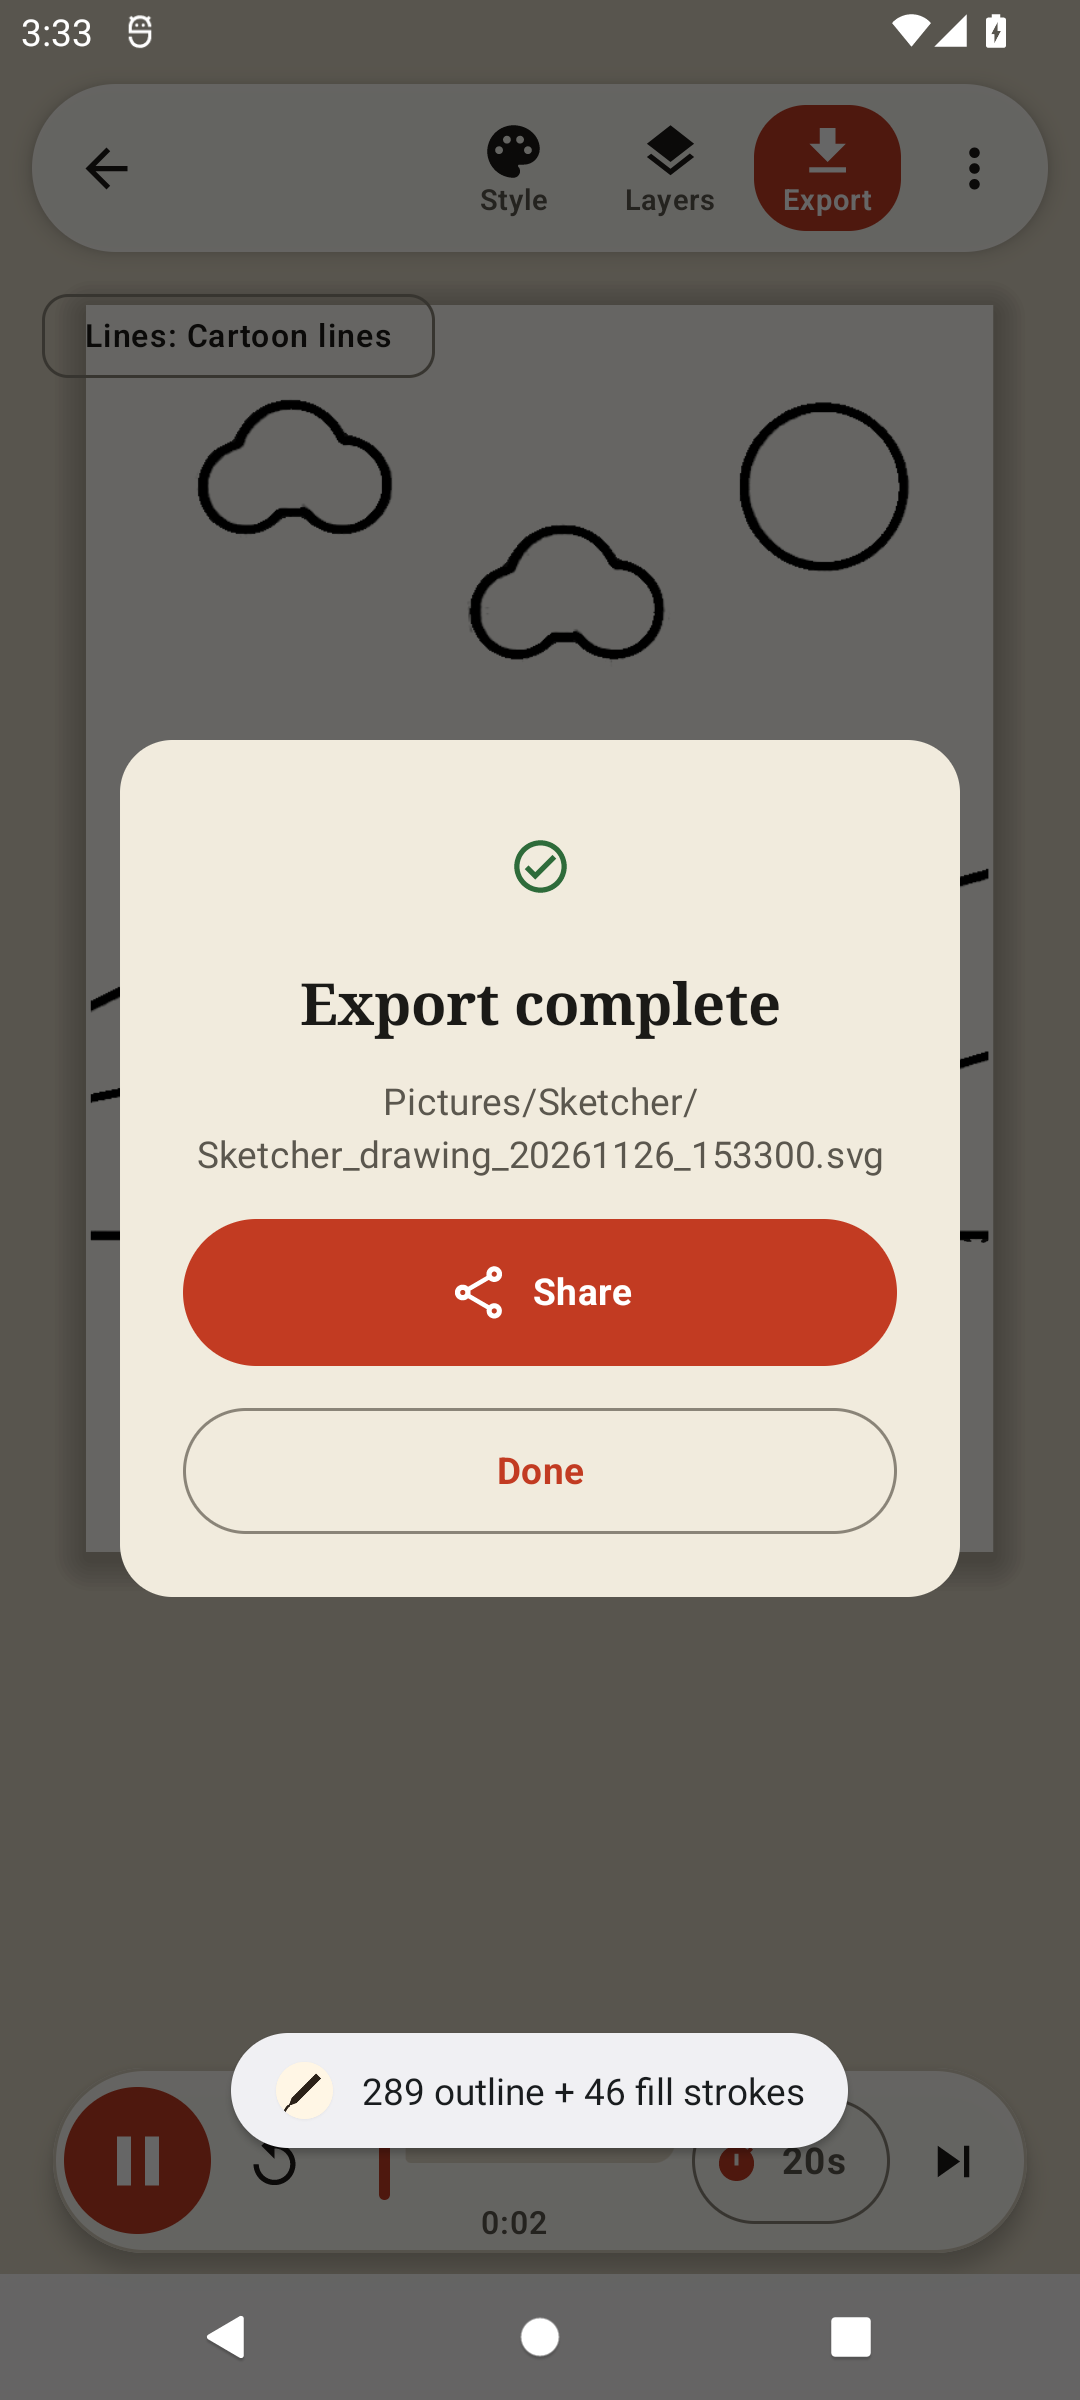 3:33
Style
Layers
Export
Lines: Cartoon lines
Export complete
Pictures/Sketcher/
Sketcher_drawing_20261126_153300.svg
Share
Done
289 outline + 46 fill strokes
20s
0:02